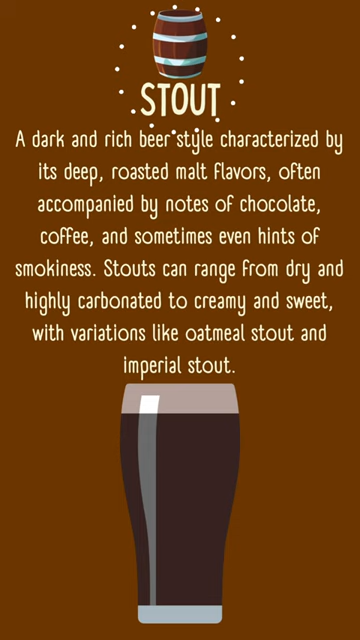 STOUT
A dark and rich beer style characterized by
its deep, roasted malt flavors, often
accompanied by notes of chocolate,
coffee, and sometimes even hints of
smokiness. Stouts can range from dry and
highly carbonated to creamy and sweet,
with variations like oatmeal stout and
imperial stout.